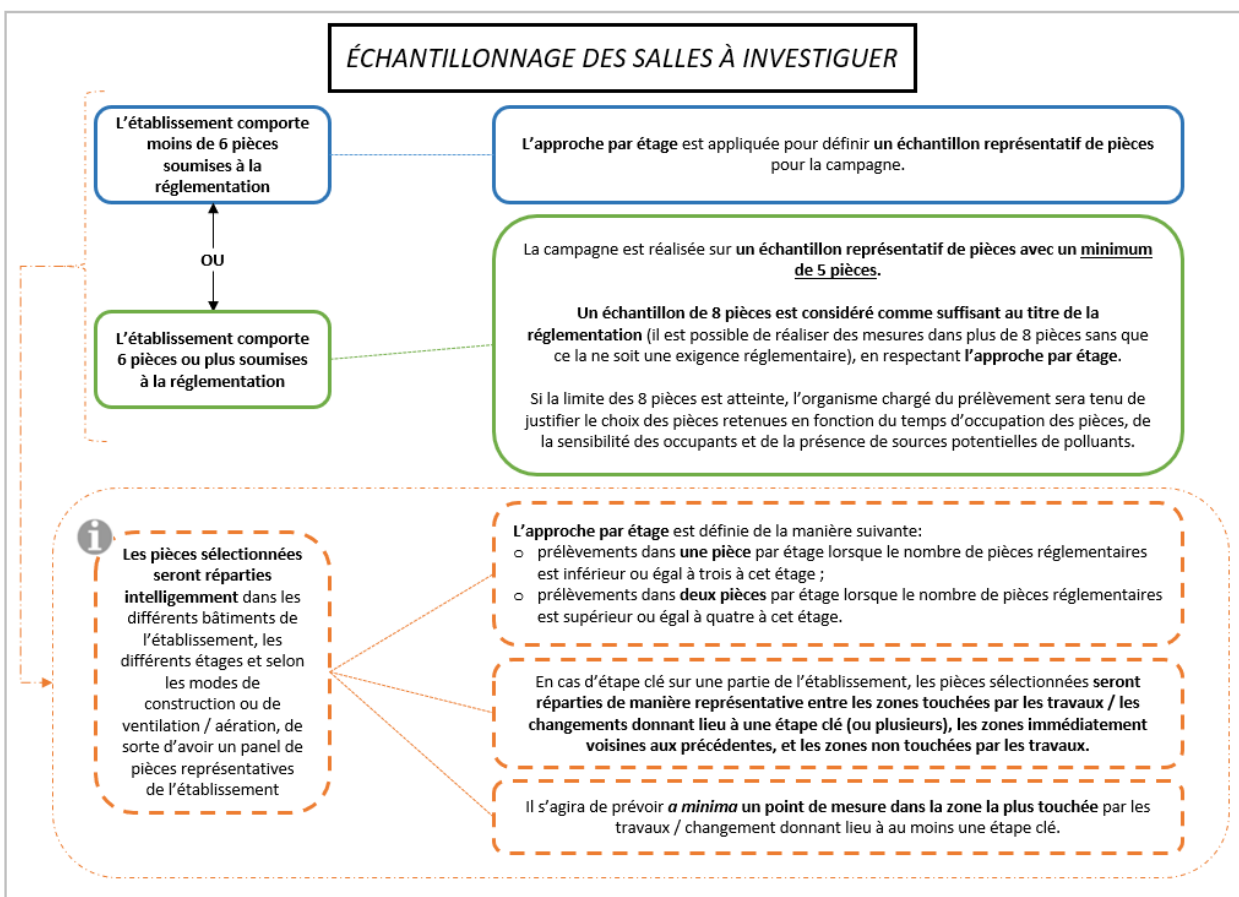 ÉCHANTILLONNAGE DES SALLES À INVESTIGUER
L'établissement comporte
moins de 6 pièces
soumises à la
réglementation
L'approche par étage est appliquée pour définir un échantillon représentatif de pièces
pour la campagne.
OU
L'établissement comporte
6 pièces ou plus soumises
à la réglementation
La campagne est réalisée sur un échantillon représentatif de pièces avec un minimum
de 5 pièces.
Un échantillon de 8 pièces est considéré comme suffisant au titre de la
réglementation (il est possible de réaliser des mesures dans plus de 8 pièces sans que
ce la ne soit une exigence réglementaire), en respectant l'approche par étage.
Si la limite des 8 pièces est atteinte, l'organisme chargé du prélèvement sera tenu de
justifier le choix des pièces retenues en fonction du temps d'occupation des pièces, de
la sensibilité des occupants et de la présence de sources potentielles de polluants.
i
Les pièces sélectionnées
seront réparties
intelligemment dans les
différents bâtiments de
l'établissement, les
différents étages et selon
les modes de
construction ou de
ventilation / aération, de
sorte d'avoir un panel de
pièces représentatives
de l'établissement
L'approche par étage est définie de la manière suivante:
o prélèvements dans une pièce par étage lorsque le nombre de pièces réglementaires
est inférieur ou égal à trois à cet étage ;
o prélèvements dans deux pièces par étage lorsque le nombre de pièces réglementaires
est supérieur ou égal à quatre à cet étage.
En cas d'étape clé sur une partie de l'établissement, les pièces sélectionnées seront
réparties de manière représentative entre les zones touchées par les travaux / les
changements donnant lieu à une étape clé (ou plusieurs), les zones immédiatement
voisines aux précédentes, et les zones non touchées par les travaux.
Il s'agira de prévoir a minima un point de mesure dans la zone la plus touchée par les
travaux / changement donnant lieu à au moins une étape clé.